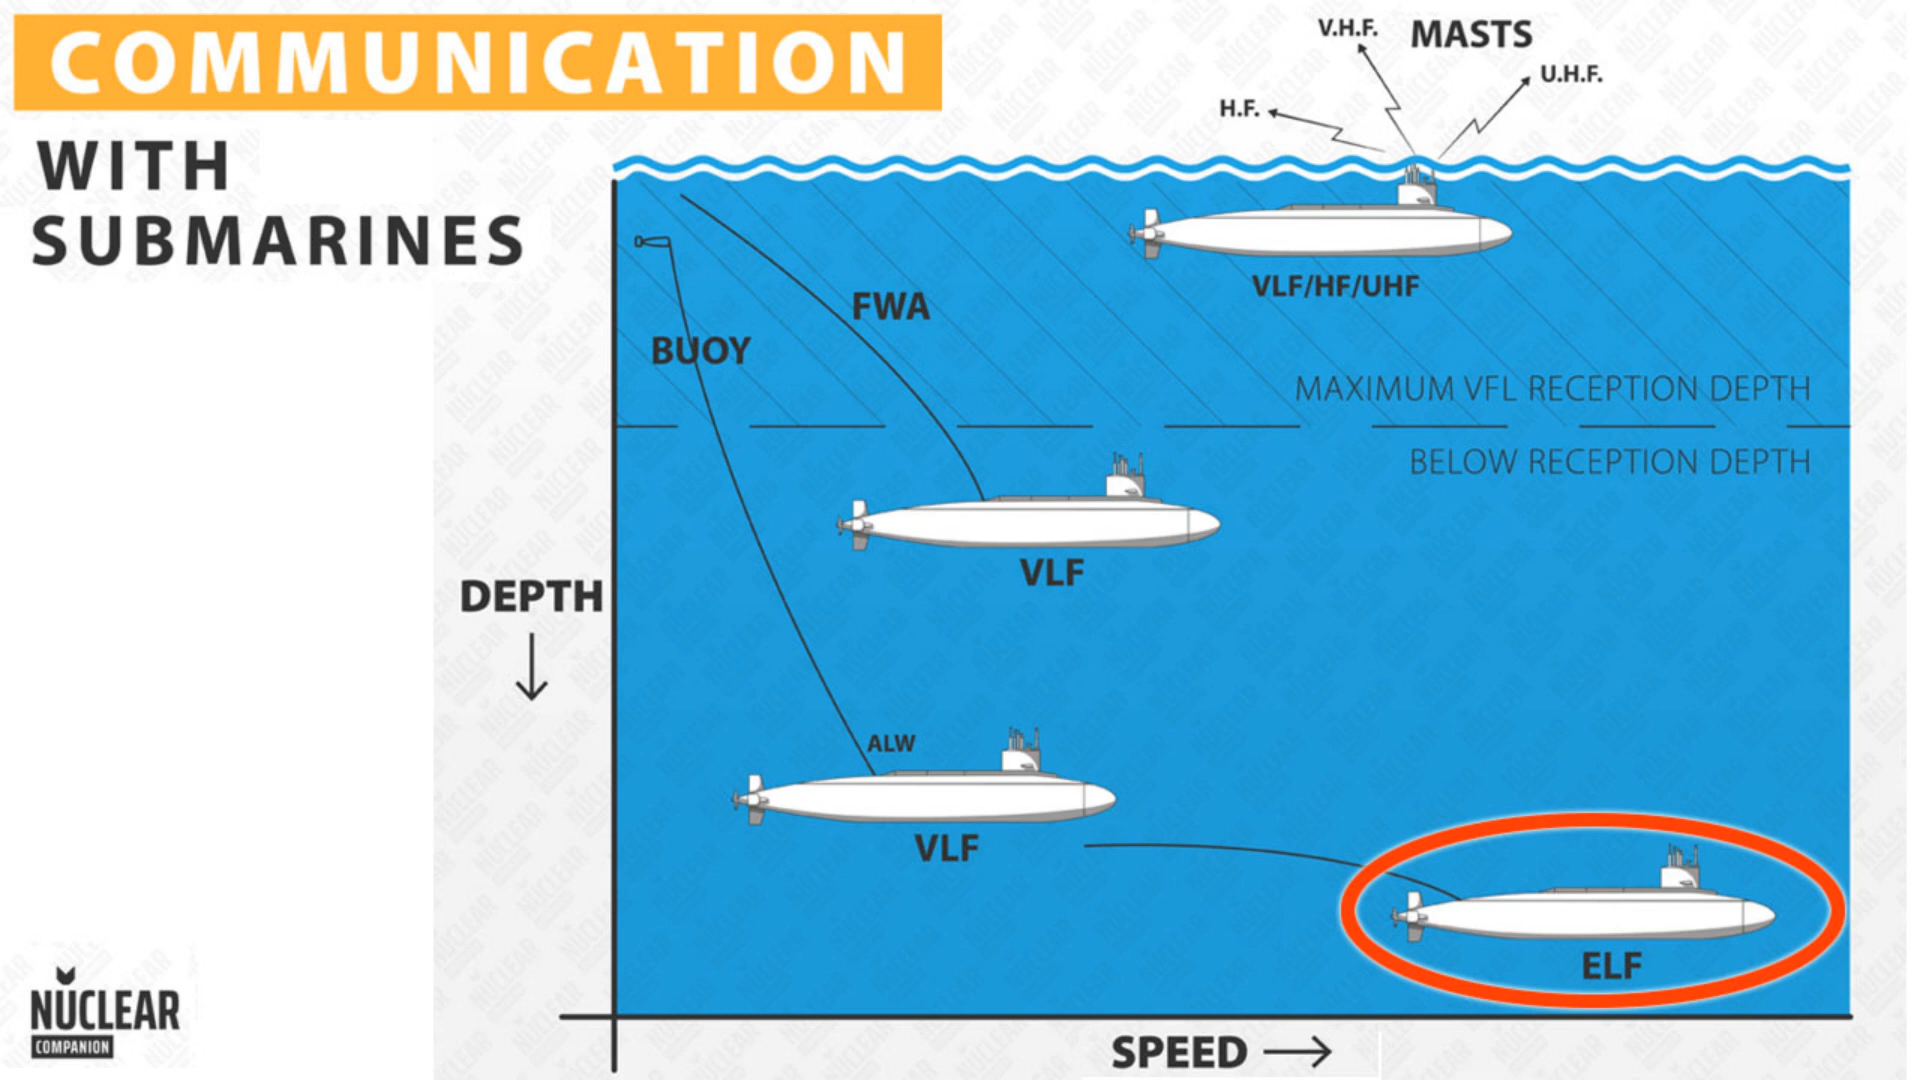 COMMUNICATION
WITH
SUBMARINES
V.H.F.
MASTS
U.H.F.
H.F.
VLF/HF/UHF
FWA
BUOY
MAXIMUM VFL RECEPTION DEPTH
BELOW RECEPTION DEPTH
VLF
DEPTH
ALW
VLF
ELF
NUCLEAR
COMPANION
SPEED